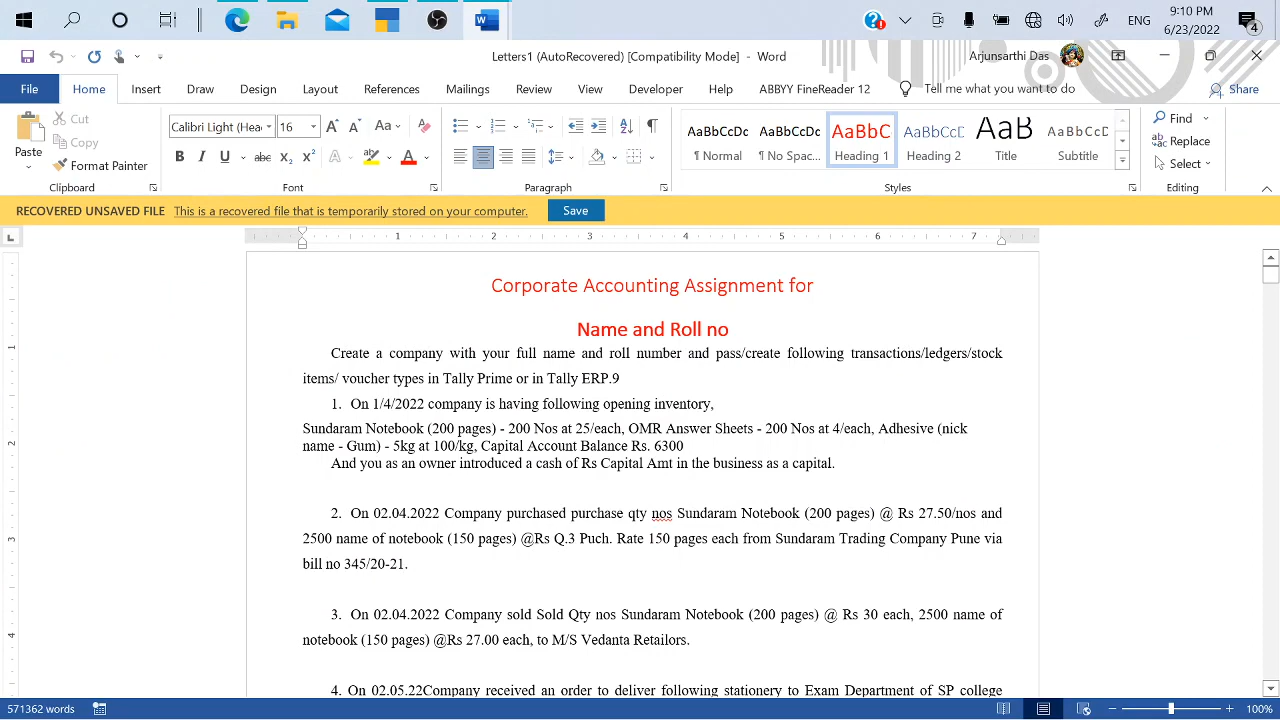 9:10 PM
ENG
6/23/2022
4
Letters1 (AutoRecovered) [Compatibility Mode] - Word
Arjunsarthi Das
File Home Insert Draw Design Layout References Mailings Review View Developer Help ABBYY FineReader 12 Tell me what you want to do Share
Paste
Cut
Copy
Format Painter
Clipboard
Calibri Light (Hea 16
Font
Paragraph
AaBbCcDc AaBbCcDc AaBbC AaBbCcD AaB AaBbCcD
¶ Normal ¶ No Spac... Heading 1 Heading 2 Title Subtitle
Styles
Find
Replace
Select
Editing
RECOVERED UNSAVED FILE This is a recovered file that is temporarily stored on your computer. Save
1 2 3 4 5 6 7
1
2
3
4
Corporate Accounting Assignment for
Name and Roll no
Create a company with your full name and roll number and pass/create following transactions/ledgers/stock
items/ voucher types in Tally Prime or in Tally ERP.9
1. On 1/4/2022 company is having following opening inventory,
Sundaram Notebook (200 pages) - 200 Nos at 25/each, OMR Answer Sheets - 200 Nos at 4/each, Adhesive (nick
name - Gum) - 5kg at 100/kg, Capital Account Balance Rs. 6300
And you as an owner introduced a cash of Rs Capital Amt in the business as a capital.
2. On 02.04.2022 Company purchased purchase qty nos Sundaram Notebook (200 pages) @ Rs 27.50/nos and
2500 name of notebook (150 pages) @Rs Q.3 Puch. Rate 150 pages each from Sundaram Trading Company Pune via
bill no 345/20-21.
3. On 02.04.2022 Company sold Sold Qty nos Sundaram Notebook (200 pages) @ Rs 30 each, 2500 name of
notebook (150 pages) @Rs 27.00 each, to M/S Vedanta Retailors.
4. On 02.05.22Company received an order to deliver following stationery to Exam Department of SP college
571362 words
100%